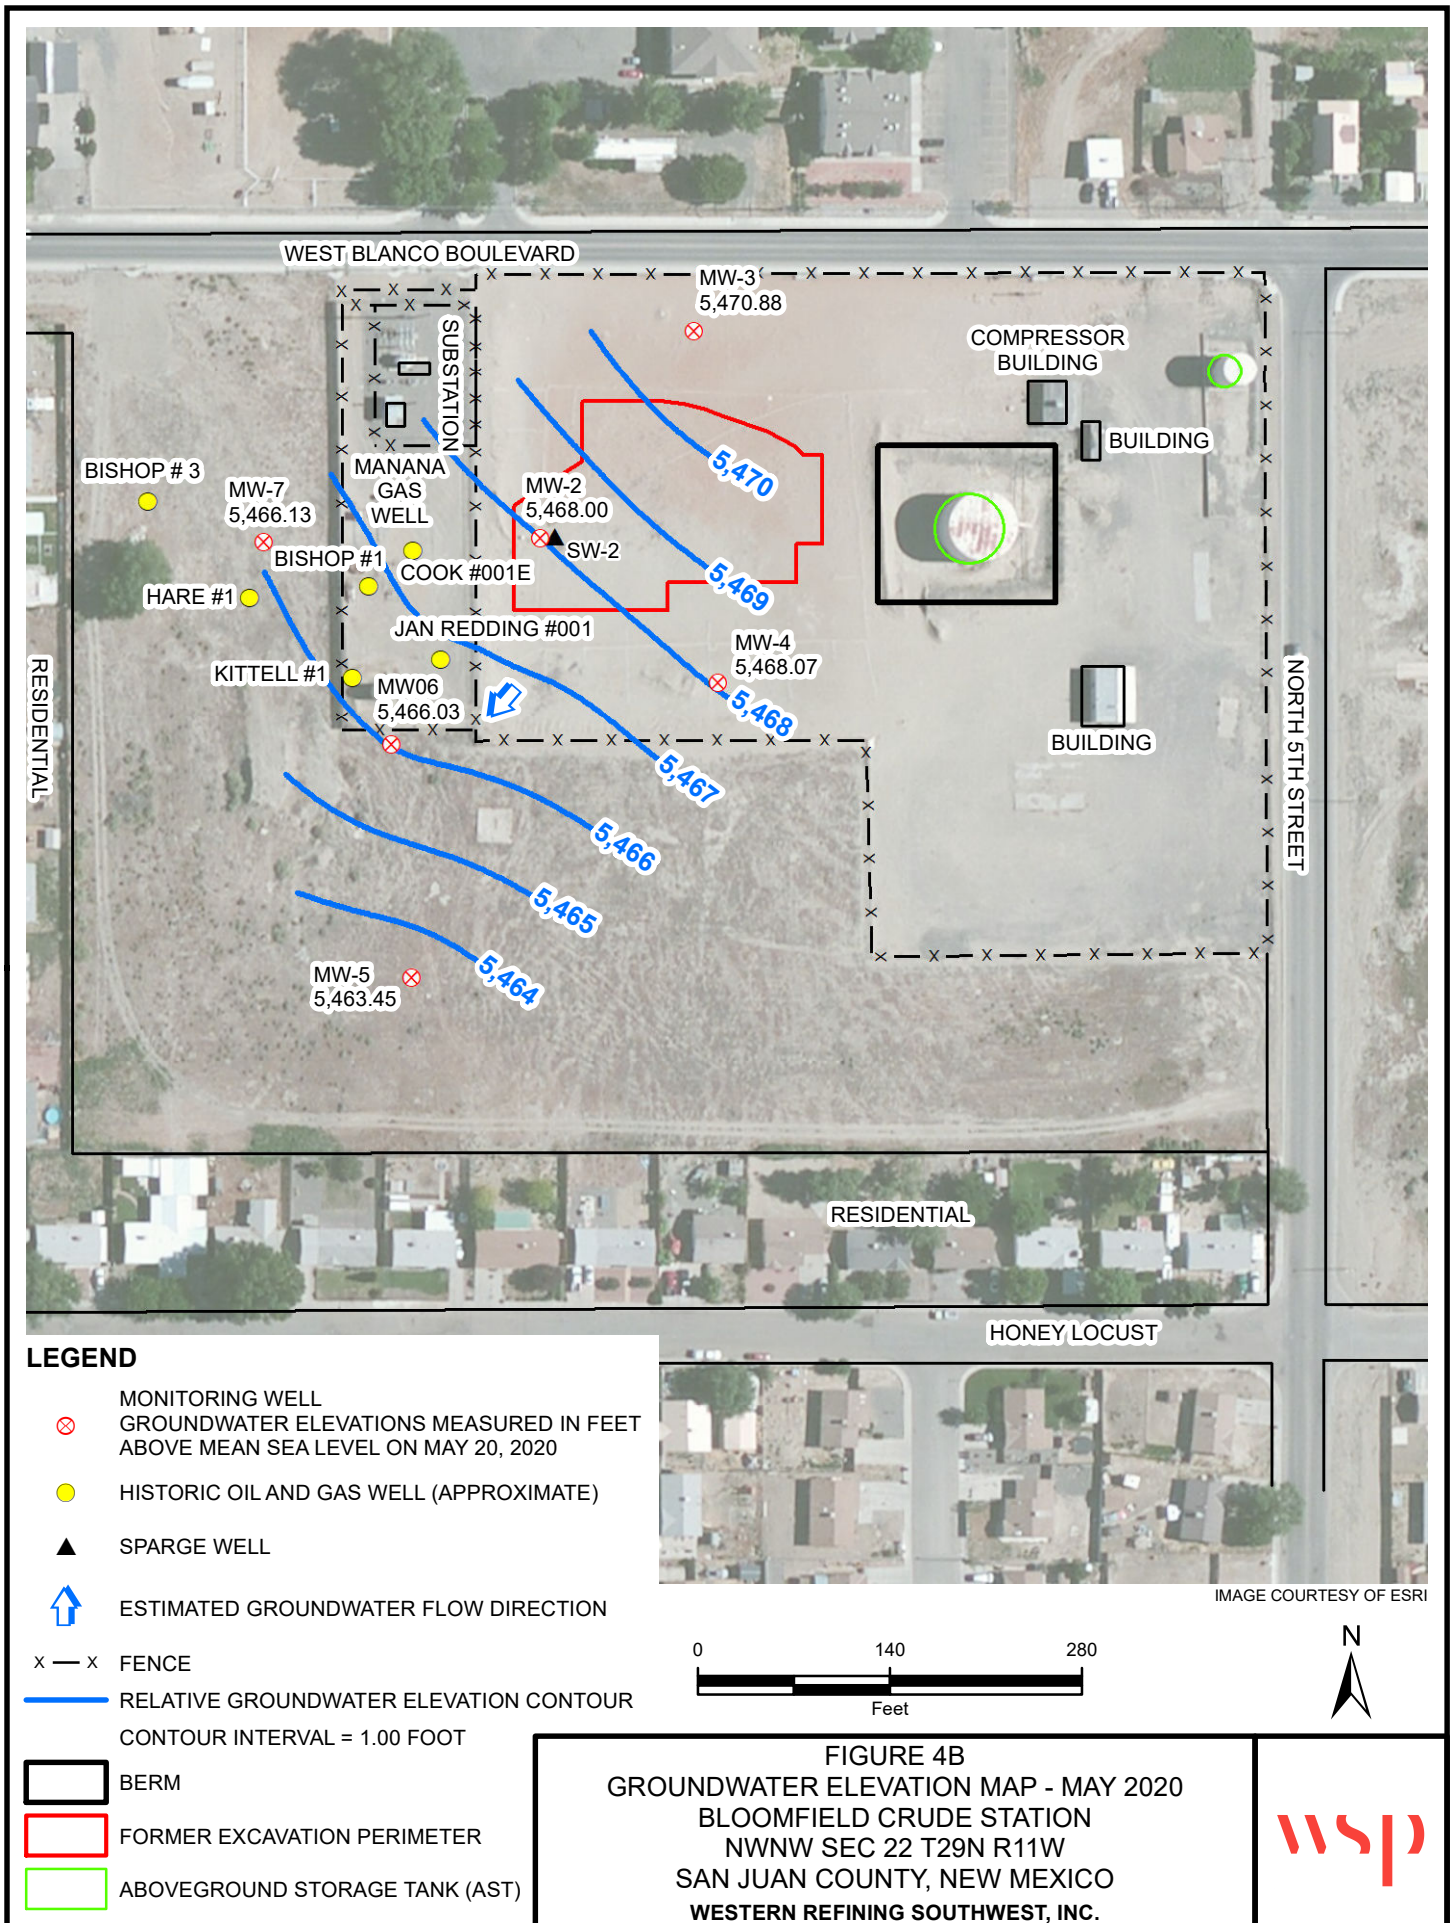 WEST BLANCO BOULEVARD
MW-3
5,470.88
COMPRESSOR
BUILDING
SUBSTATION
BUILDING
5,470
BISHOP # 3
MANANA
GAS
WELL
MW-7
5,466.13
MW-2
5,468.00
SW-2
BISHOP #1
COOK #001E
5,469
HARE #1
JAN REDDING #001
MW-4
5,468.07
KITTELL #1
MW06
5,466.03
5,468
RESIDENTIAL
NORTH 5TH STREET
BUILDING
5,467
5,466
5,465
5,464
MW-5
5,463.45
RESIDENTIAL
HONEY LOCUST
LEGEND
MONITORING WELL
GROUNDWATER ELEVATIONS MEASURED IN FEET
ABOVE MEAN SEA LEVEL ON MAY 20, 2020
HISTORIC OIL AND GAS WELL (APPROXIMATE)
SPARGE WELL
ESTIMATED GROUNDWATER FLOW DIRECTION
X — X FENCE
RELATIVE GROUNDWATER ELEVATION CONTOUR
CONTOUR INTERVAL = 1.00 FOOT
BERM
FORMER EXCAVATION PERIMETER
ABOVEGROUND STORAGE TANK (AST)
IMAGE COURTESY OF ESRI
N
0 140 280
Feet
FIGURE 4B
GROUNDWATER ELEVATION MAP - MAY 2020
BLOOMFIELD CRUDE STATION
NWNW SEC 22 T29N R11W
SAN JUAN COUNTY, NEW MEXICO
WESTERN REFINING SOUTHWEST, INC.
wsp